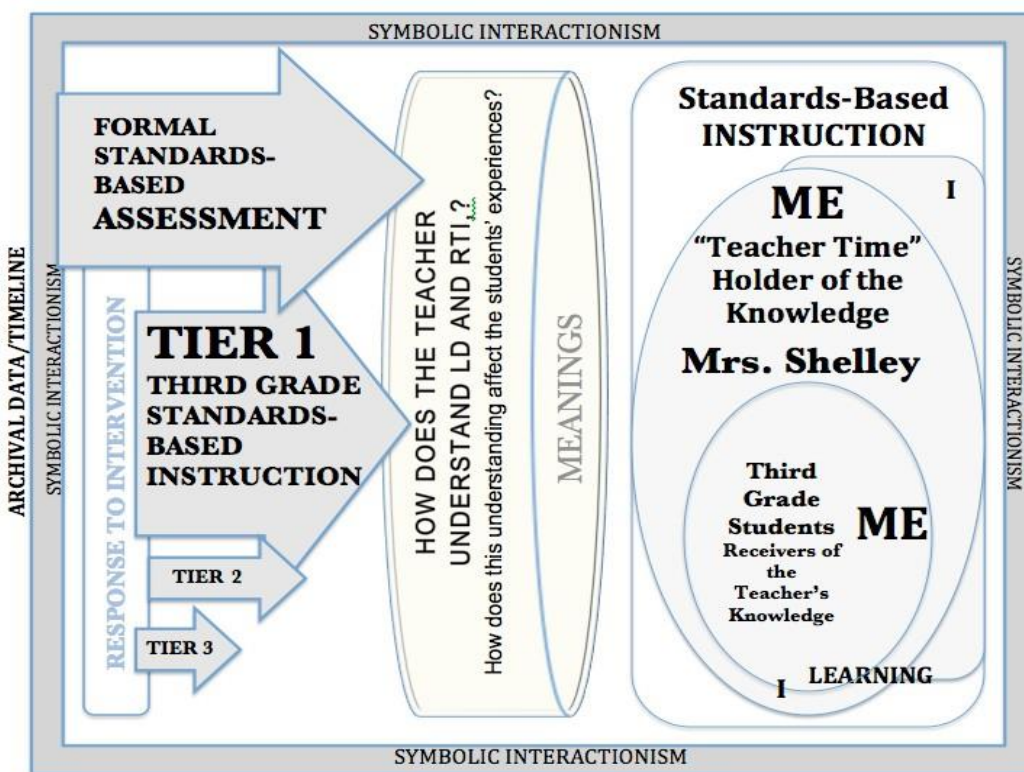 SYMBOLIC INTERACTIONISM
ARCHIVAL DATA/TIMELINE
SYMBOLIC INTERACTIONISM
FORMAL
STANDARDS-
BASED
ASSESSMENT
RESPONSE TO INTERVENTION
TIER 1
THIRD GRADE
STANDARDS-
BASED
INSTRUCTION
TIER 2
TIER 3
HOW DOES THE TEACHER
UNDERSTAND LD AND RTI,?
How does this understanding affect the students' experiences?
MEANINGS
Standards-Based
INSTRUCTION
I
ME
“Teacher Time”
Holder of the
Knowledge
Mrs. Shelley
Third
Grade
Students
ME
Receivers of
the
Teacher’s
Knowledge
LEARNING
I
SYMBOLIC INTERACTIONISM
SYMBOLIC INTERACTIONISM